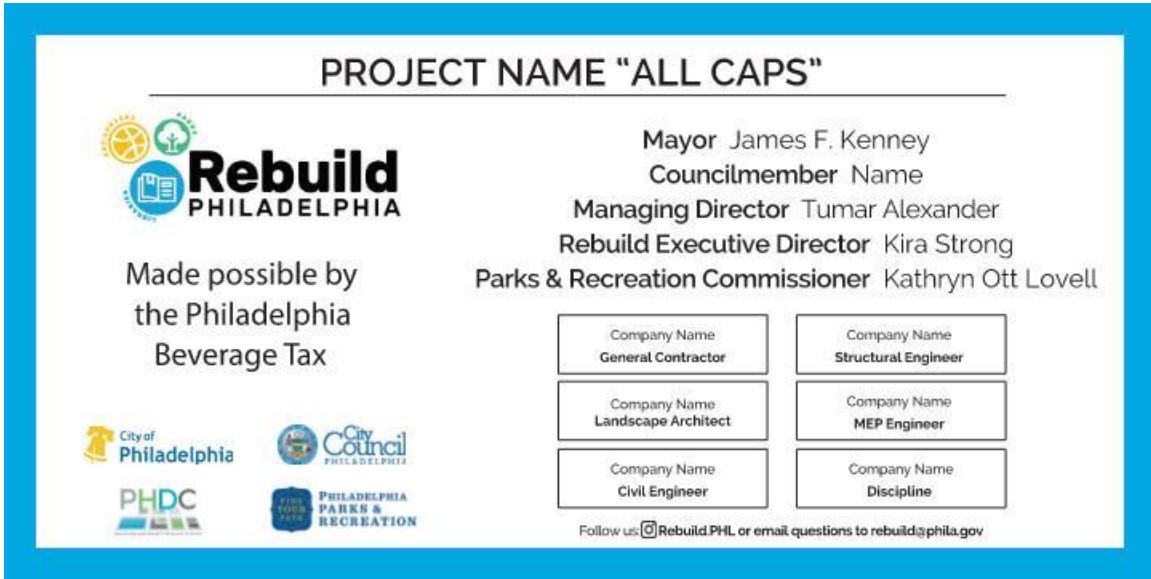 PROJECT NAME “ALL CAPS”
Rebuild
PHILADELPHIA
Made possible by
the Philadelphia
Beverage Tax
Mayor James F. Kenney
Councilmember Name
Managing Director Tumar Alexander
Rebuild Executive Director Kira Strong
Parks & Recreation Commissioner Kathryn Ott Lovell
Company Name
General Contractor
Company Name
Structural Engineer
Company Name
Landscape Architect
Company Name
MEP Engineer
Company Name
Civil Engineer
Company Name
Discipline
City of
Philadelphia
City
Council
PHILADELPHIA
PHDC
FIND
YOUR
PATH
PHILADELPHIA
PARKS &
RECREATION
Follow us: Rebuild.PHL or email questions to rebuild@phila.gov